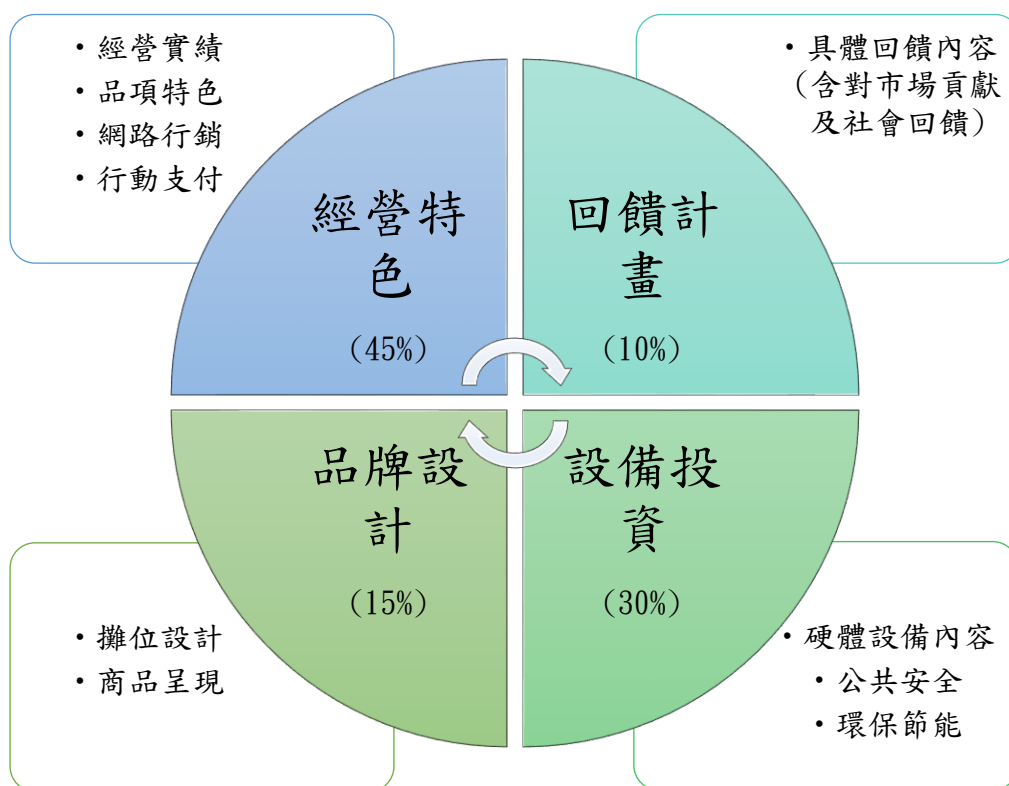 ・經營實績
・品項特色
・網路行銷
・行動支付
經營特
色
(45%)
・具體回饋內容
（含對市場貢獻
及社會回饋）
回饋計
畫
(10%)
品牌設
計
(15%)
・攤位設計
・商品呈現
設備投
資
(30%)
・硬體設備內容
・公共安全
・環保節能